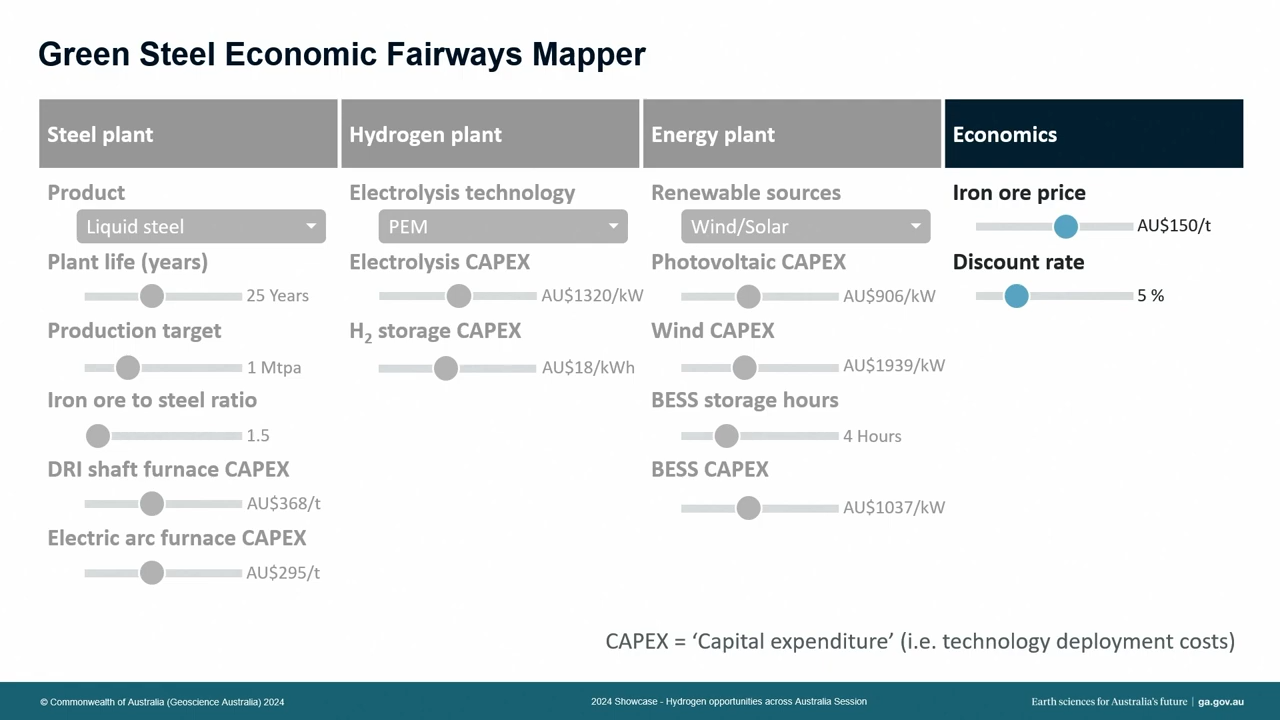 Green Steel Economic Fairways Mapper
Steel plant
Product
Liquid steel
Plant life (years)
25 Years
Production target
1 Mtpa
Iron ore to steel ratio
1.5
DRI shaft furnace CAPEX
AU$368/t
Electric arc furnace CAPEX
AU$295/t
Hydrogen plant
Electrolysis technology
PEM
Electrolysis CAPEX
AU$1320/kW
H₂ storage CAPEX
AU$18/kWh
Energy plant
Renewable sources
Wind/Solar
Photovoltaic CAPEX
AU$906/kW
Wind CAPEX
AU$1939/kW
BESS storage hours
4 Hours
BESS CAPEX
AU$1037/kW
Economics
Iron ore price
AU$150/t
Discount rate
5 %
CAPEX = ‘Capital expenditure’ (i.e. technology deployment costs)
© Commonwealth of Australia (Geoscience Australia) 2024
2024 Showcase - Hydrogen opportunities across Australia Session
Earth sciences for Australia's future | ga.gov.au